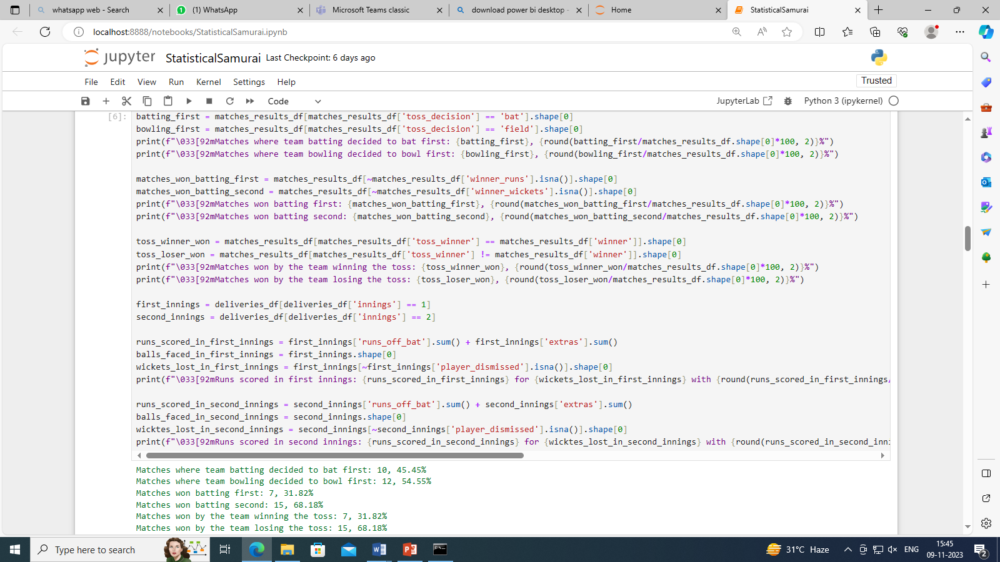 whatsapp web - Search
(1) WhatsApp
Microsoft Teams classic
download power bi desktop -
Home
StatisticalSamurai
localhost:8888/notebooks/StatisticalSamurai.ipynb
jupyter StatisticalSamurai Last Checkpoint: 6 days ago
File Edit View Run Kernel Settings Help
Trusted
Code
JupyterLab
Python 3 (ipykernel)
[6]:
batting_first = matches_results_df[matches_results_df['toss_decision'] == 'bat'].shape[0]
bowling_first = matches_results_df[matches_results_df['toss_decision'] == 'field'].shape[0]
print(f"\033[92mMatches where team batting decided to bat first: {batting_first}, {round(batting_first/matches_results_df.shape[0]*100, 2)}%")
print(f"\033[92mMatches where team bowling decided to bowl first: {bowling_first}, {round(bowling_first/matches_results_df.shape[0]*100, 2)}%")
matches_won_batting_first = matches_results_df[~matches_results_df['winner_runs'].isna()].shape[0]
matches_won_batting_second = matches_results_df[~matches_results_df['winner_wickets'].isna()].shape[0]
print(f"\033[92mMatches won batting first: {matches_won_batting_first}, {round(matches_won_batting_first/matches_results_df.shape[0]*100, 2)}%")
print(f"\033[92mMatches won batting second: {matches_won_batting_second}, {round(matches_won_batting_second/matches_results_df.shape[0]*100, 2)}%")
toss_winner_won = matches_results_df[matches_results_df['toss_winner'] == matches_results_df['winner']].shape[0]
toss_loser_won = matches_results_df[matches_results_df['toss_winner'] != matches_results_df['winner']].shape[0]
print(f"\033[92mMatches won by the team winning the toss: {toss_winner_won}, {round(toss_winner_won/matches_results_df.shape[0]*100, 2)}%")
print(f"\033[92mMatches won by the team losing the toss: {toss_loser_won}, {round(toss_loser_won/matches_results_df.shape[0]*100, 2)}%")
first_innings = deliveries_df[deliveries_df['innings'] == 1]
second_innings = deliveries_df[deliveries_df['innings'] == 2]
runs_scored_in_first_innings = first_innings['runs_off_bat'].sum() + first_innings['extras'].sum()
balls_faced_in_first_innings = first_innings.shape[0]
wickets_lost_in_first_innings = first_innings[~first_innings['player_dismissed'].isna()].shape[0]
print(f"\033[92mRuns scored in first innings: {runs_scored_in_first_innings} for {wickets_lost_in_first_innings} with {round(runs_scored_in_first_innings/
runs_scored_in_second_innings = second_innings['runs_off_bat'].sum() + second_innings['extras'].sum()
balls_faced_in_second_innings = second_innings.shape[0]
wicktes_lost_in_second_innings = second_innings[~second_innings['player_dismissed'].isna()].shape[0]
print(f"\033[92mRuns scored in second innings: {runs_scored_in_second_innings} for {wicktes_lost_in_second_innings} with {round(runs_scored_in_second_inni
Matches where team batting decided to bat first: 10, 45.45%
Matches where team bowling decided to bowl first: 12, 54.55%
Matches won batting first: 7, 31.82%
Matches won batting second: 15, 68.18%
Matches won by the team winning the toss: 7, 31.82%
Matches won by the team losing the toss: 15, 68.18%
Type here to search
31°C Haze
ENG
15:45
09-11-2023
2